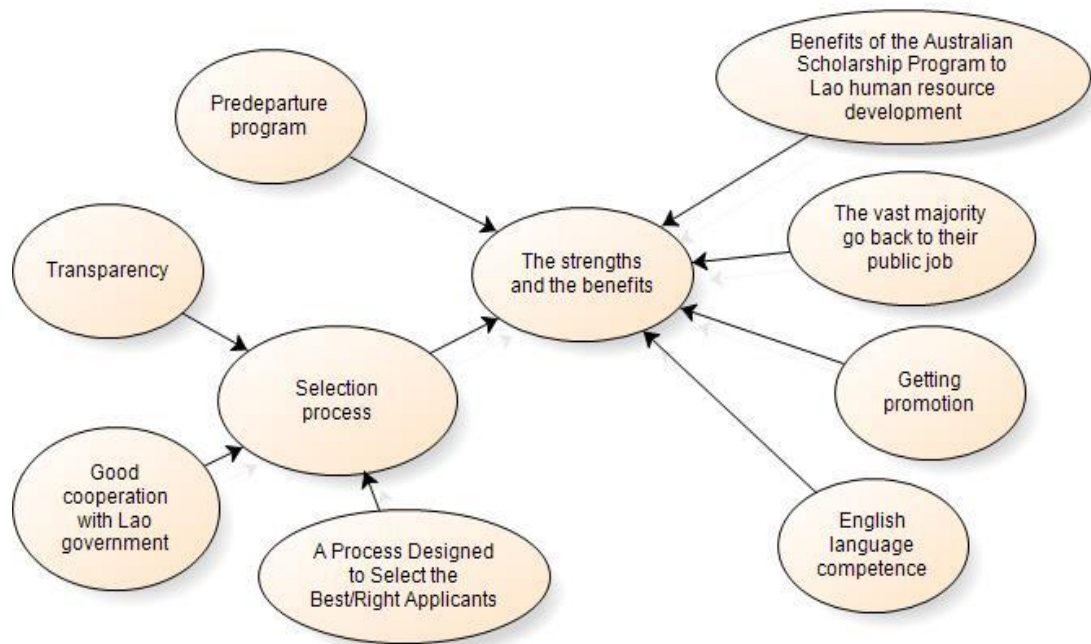 Predeparture
program
Benefits of the Australian
Scholarship Program to
Lao human resource
development
Transparency
The strengths
and the benefits
The vast majority
go back to their
public job
Selection
process
Getting
promotion
Good
cooperation
with Lao
government
A Process Designed
to Select the
Best/Right Applicants
English
language
competence